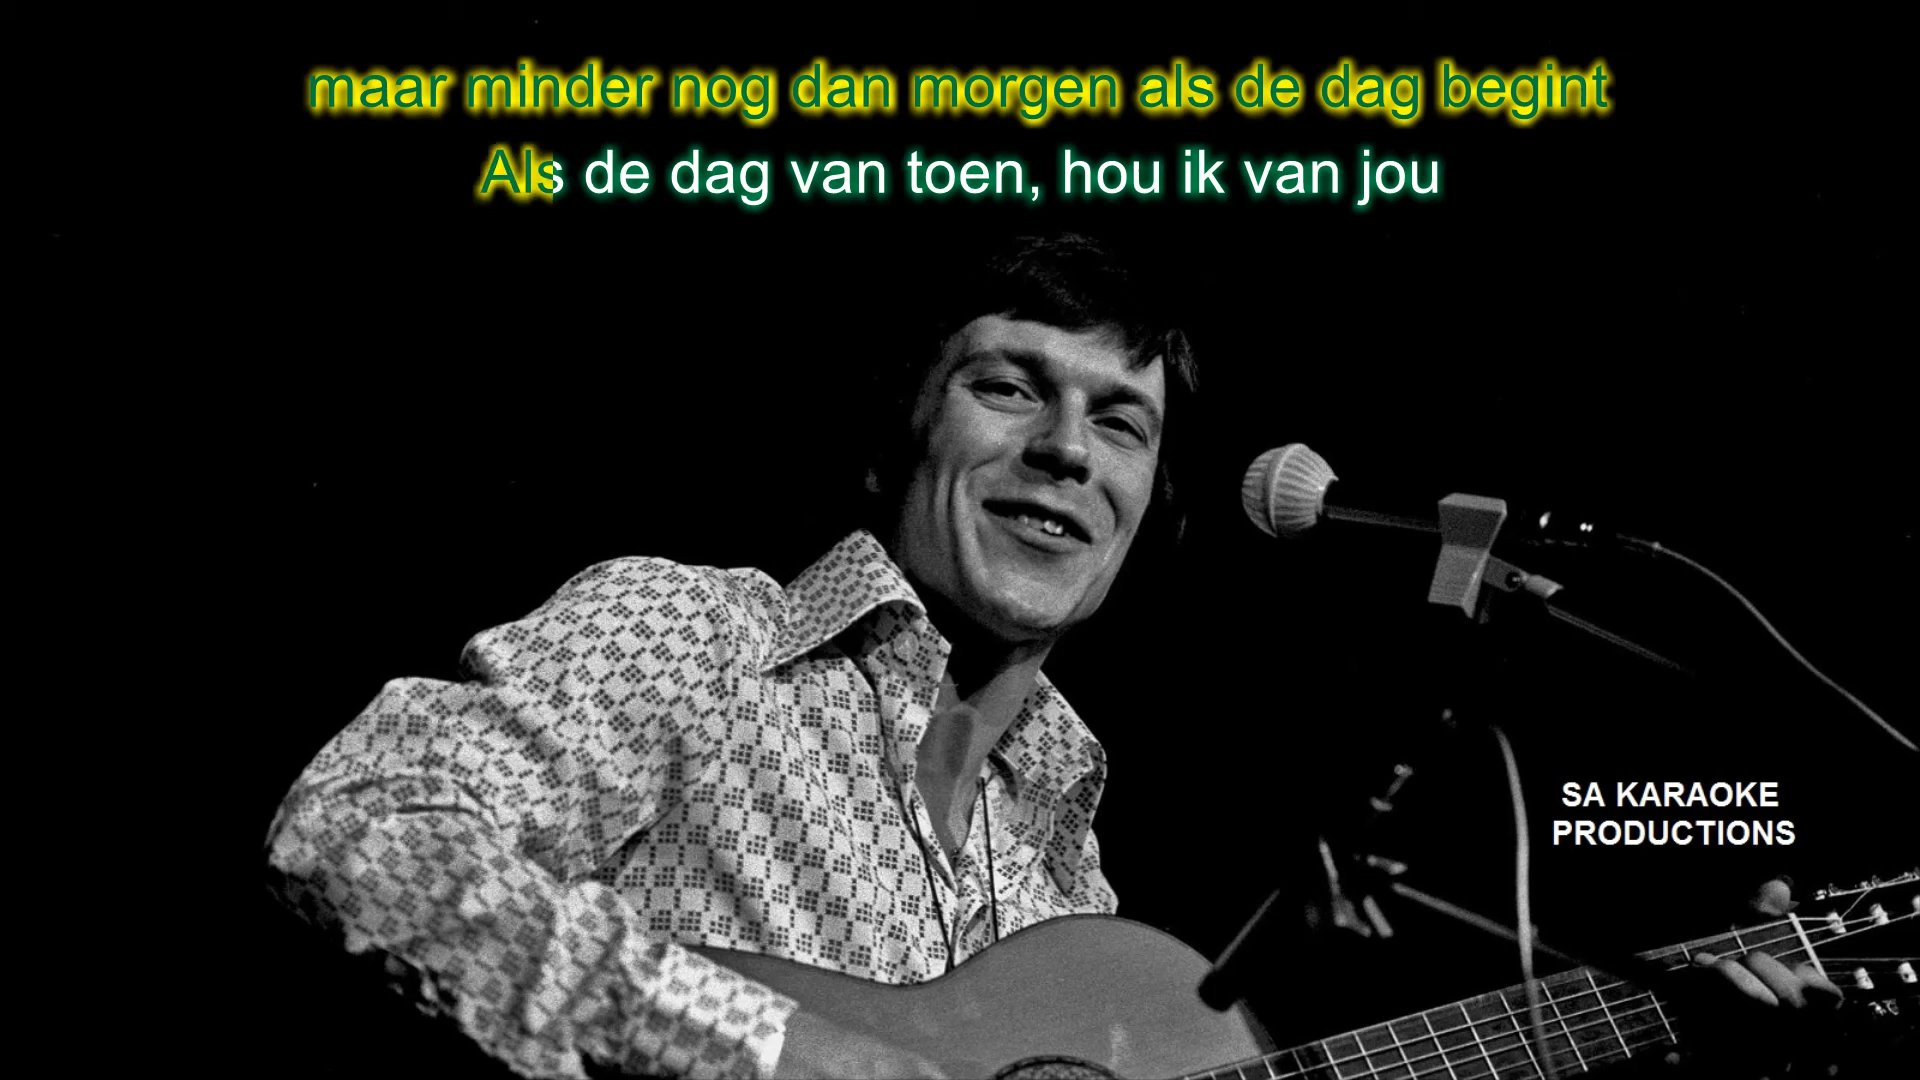 maar minder nog dan morgen als de dag begint
Als de dag van toen, hou ik van jou
SA KARAOKE
PRODUCTIONS